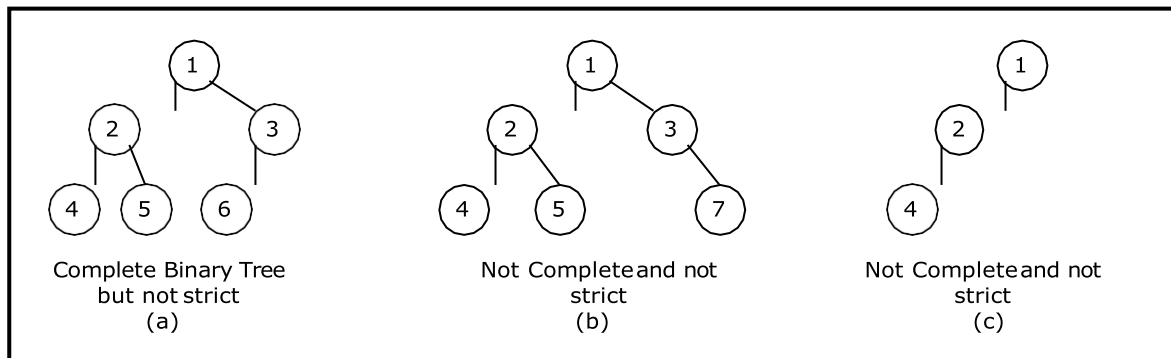 1
1
1
2
3
2
3
2
4
5
6
4
5
7
4
Complete Binary Tree
but not strict
(a)
Not Complete and not
strict
(b)
Not Complete and not
strict
(c)